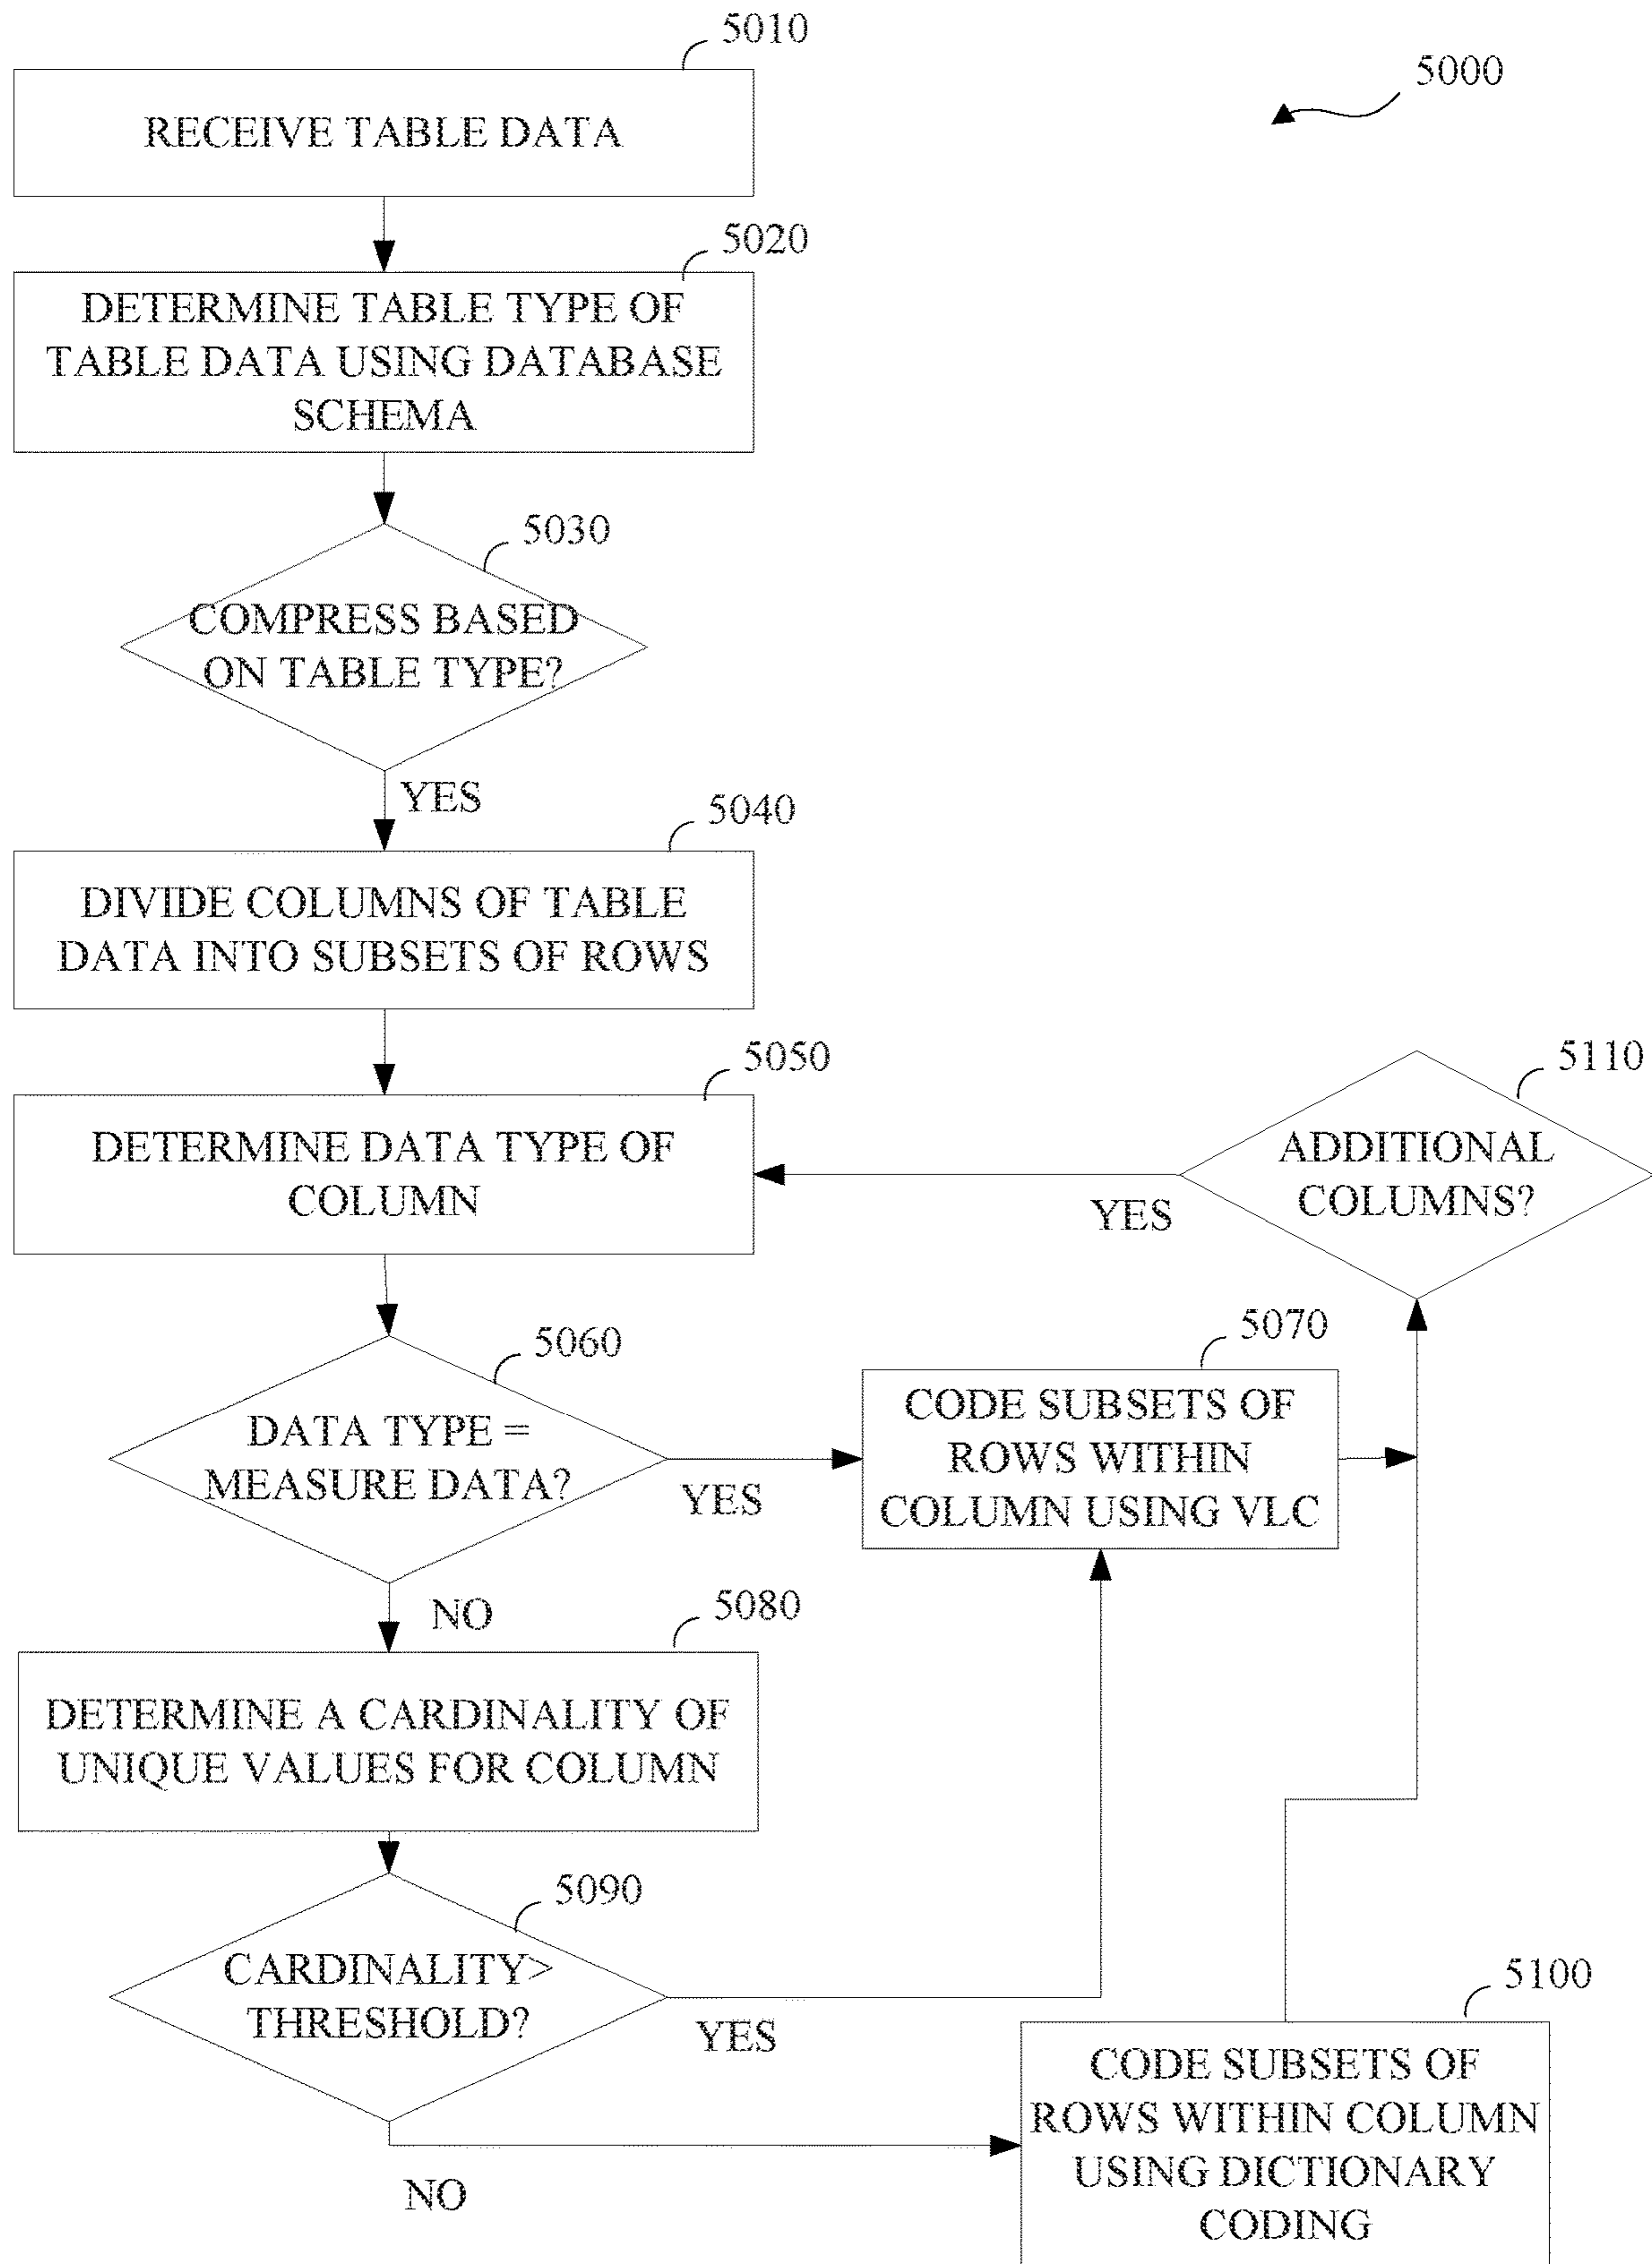 5010
5000
RECEIVE TABLE DATA
5020
DETERMINE TABLE TYPE OF
TABLE DATA USING DATABASE
SCHEMA
5030
COMPRESS BASED
ON TABLE TYPE?
YES
5040
DIVIDE COLUMNS OF TABLE
DATA INTO SUBSETS OF ROWS
5050
DETERMINE DATA TYPE OF
COLUMN
5110
ADDITIONAL
COLUMNS?
YES
5060
DATA TYPE =
MEASURE DATA?
YES
5070
CODE SUBSETS OF
ROWS WITHIN
COLUMN USING VLC
NO
5080
DETERMINE A CARDINALITY OF
UNIQUE VALUES FOR COLUMN
5090
CARDINALITY>
THRESHOLD?
YES
NO
5100
CODE SUBSETS OF
ROWS WITHIN COLUMN
USING DICTIONARY
CODING